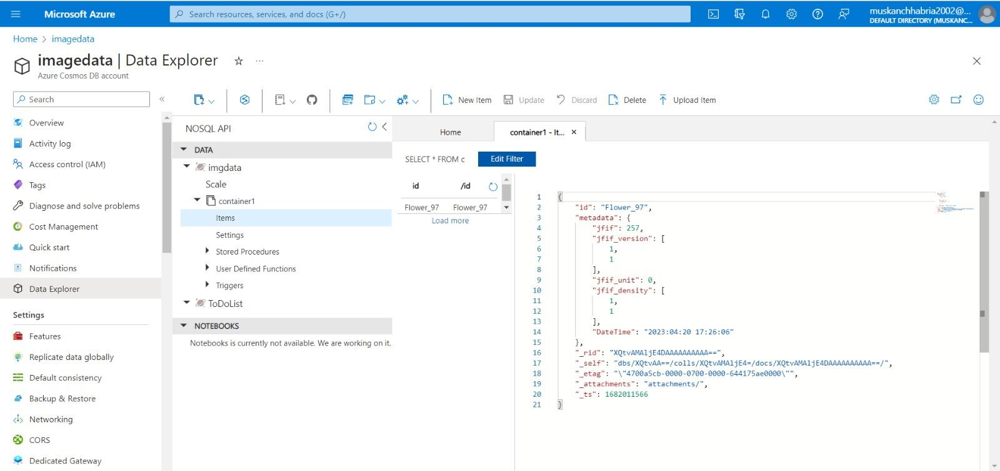 Microsoft Azure
Search resources, services, and docs (G+/)
muskanchhabria2002@...
DEFAULT DIRECTORY (MUSKANC...
Home > imagedata
imagedata | Data Explorer
Azure Cosmos DB account
Search
New Item
Update
Discard
Delete
Upload Item
Overview
Activity log
Access control (IAM)
Tags
Diagnose and solve problems
Cost Management
Quick start
Notifications
Data Explorer
Settings
Features
Replicate data globally
Default consistency
Backup & Restore
Networking
CORS
Dedicated Gateway
NOSQL API
DATA
imgdata
Scale
container1
Items
Settings
Stored Procedures
User Defined Functions
Triggers
ToDoList
NOTEBOOKS
Notebooks is currently not available. We are working on it.
Home
container1 - It...
SELECT * FROM c
Edit Filter
id /id
Flower_97 Flower_97
Load more
1 {
2 "id": "Flower_97",
3 "metadata": {
4 "jfif": 257,
5 "jfif_version": [
6 1,
7 1
8 ],
9 "jfif_unit": 0,
10 "jfif_density": [
11 1,
12 1
13 ],
14 "DateTime": "2023:04:20 17:26:06"
15 },
16 "_rid": "XQtvAMAljE4DAAAAAAAAAA==",
17 "_self": "dbs/XQtvAA==/colls/XQtvAMAljE4=/docs/XQtvAMAljE4DAAAAAAAAAA==/",
18 "_etag": "\"4700a5cb-0000-0700-0000-644175ae0000\"",
19 "_attachments": "attachments/",
20 "_ts": 1682011566
21 }